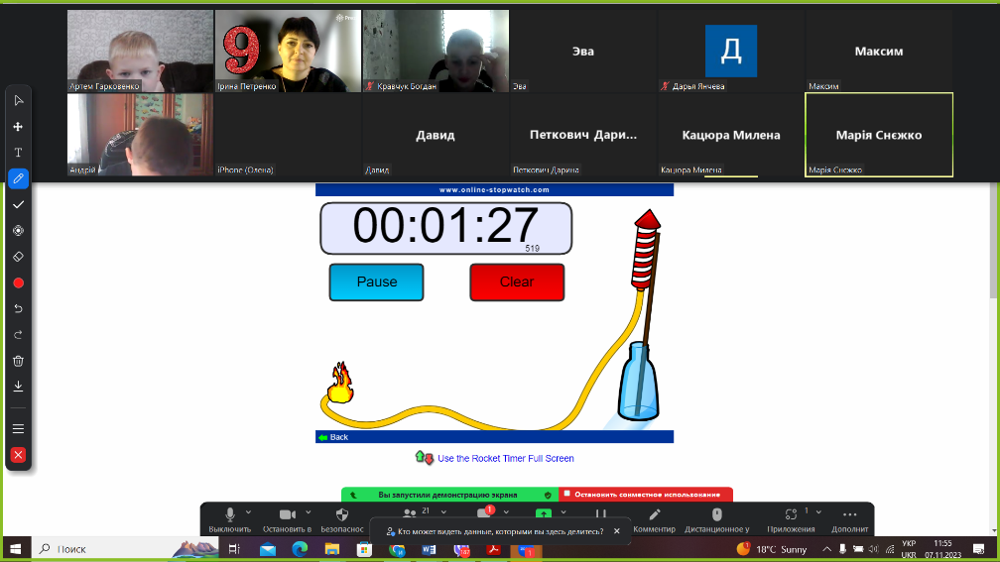 9
Эва
Д
Максим
Артем Гарковенко
Ірина Петренко
Кравчук Богдан
Эва
Дарья Янчева
Максим
Давид
Петкович Дари...
Кацюра Милена
Марія Снєжко
Андрій
iPhone (Олена)
Давид
Петкович Дарина
Кацюра Милена
Марія Снєжко
T
www.online-stopwatch.com
00:01:27
519
Pause
Clear
Back
Use the Rocket Timer Full Screen
Вы запустили демонстрацию экрана
Остановить совместное использование
21
1
1
Выключить
Остановить в
Безопаснос
Комментир
Дистанционное у
Приложения
Дополнит
Кто может видеть данные, которыми вы здесь делитесь?
Поиск
1
18°C Sunny
УКР
UKR
11:55
07.11.2023